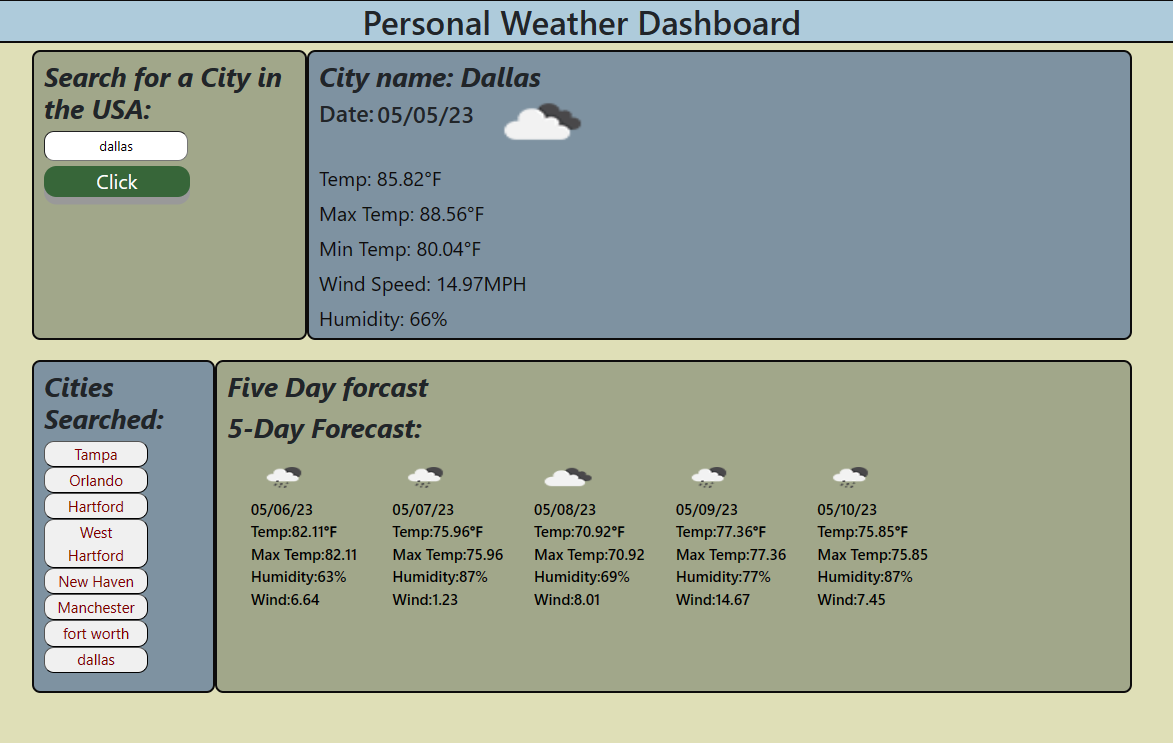 Personal Weather Dashboard
Search for a City in
the USA:
dallas
Click
City name: Dallas
Date: 05/05/23
Temp: 85.82°F
Max Temp: 88.56°F
Min Temp: 80.04°F
Wind Speed: 14.97MPH
Humidity: 66%
Cities
Searched:
Tampa
Orlando
Hartford
West
Hartford
New Haven
Manchester
fort worth
dallas
Five Day forcast
5-Day Forecast:
05/06/23
Temp:82.11°F
Max Temp:82.11
Humidity:63%
Wind:6.64
05/07/23
Temp:75.96°F
Max Temp:75.96
Humidity:87%
Wind:1.23
05/08/23
Temp:70.92°F
Max Temp:70.92
Humidity:69%
Wind:8.01
05/09/23
Temp:77.36°F
Max Temp:77.36
Humidity:77%
Wind:14.67
05/10/23
Temp:75.85°F
Max Temp:75.85
Humidity:87%
Wind:7.45